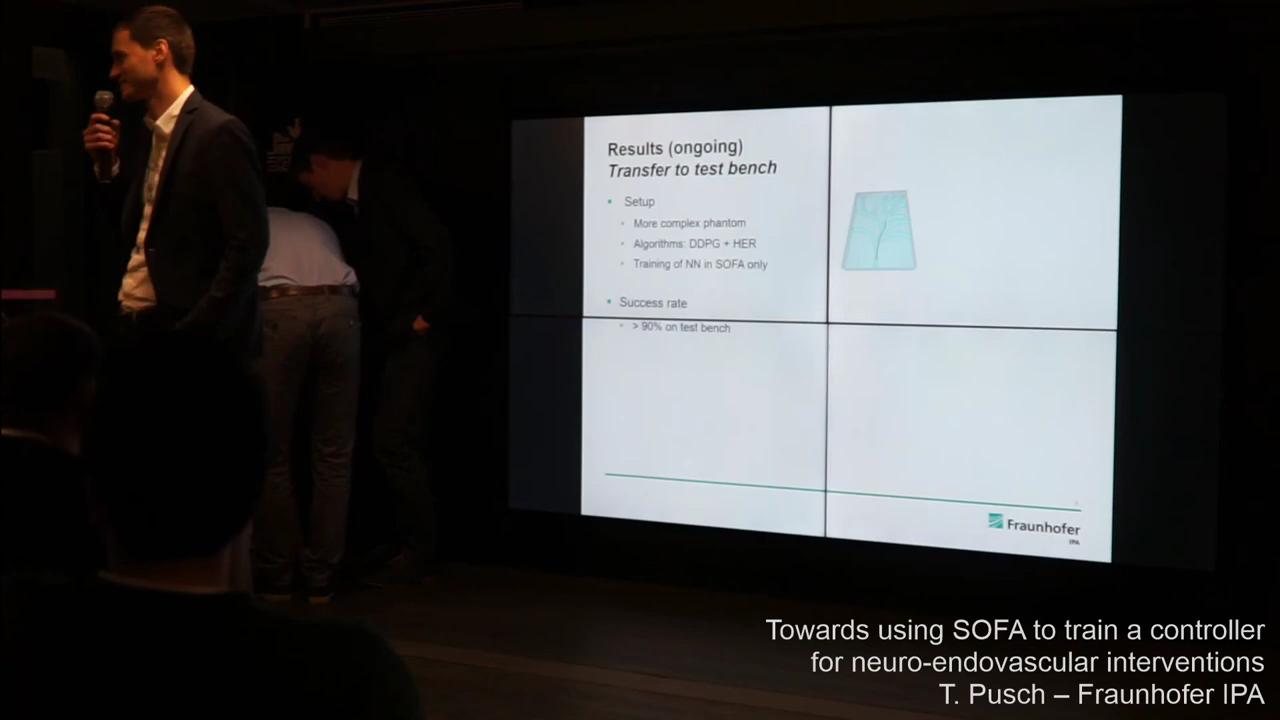 Results (ongoing)
Transfer to test bench
Setup
More complex phantom
Algorithms: DDPG + HER
Training of NN in SOFA only
Success rate
> 90% on test bench
Fraunhofer
IPA
Towards using SOFA to train a controller
for neuro-endovascular interventions
T. Pusch – Fraunhofer IPA